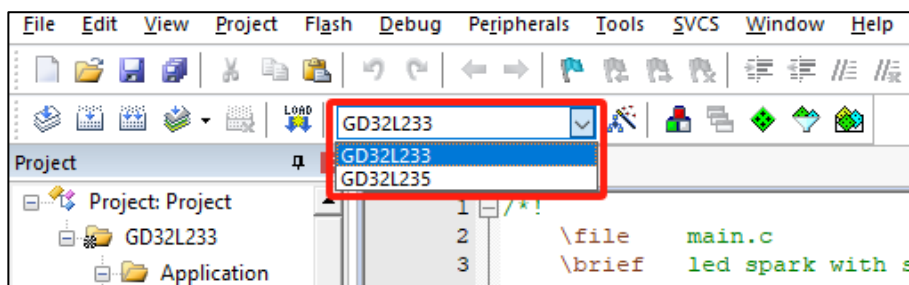 File Edit View Project Flash Debug Peripherals Tools SVCS Window Help
LOAD
GD32L233
GD32L233
GD32L235
Project
Project: Project
GD32L233
Application
1 /*!
2 \file main.c
3 \brief led spark with s